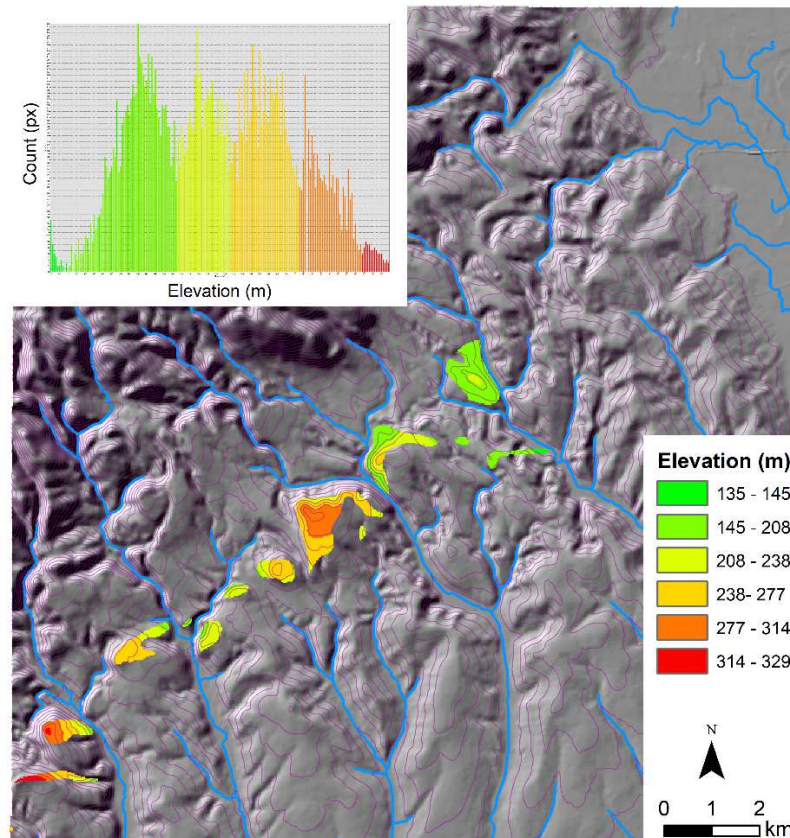 Count (px)
Elevation (m)
Elevation (m)
135 - 145
145 - 208
208 - 238
238- 277
277 - 314
314 - 329
N
0 1 2
km